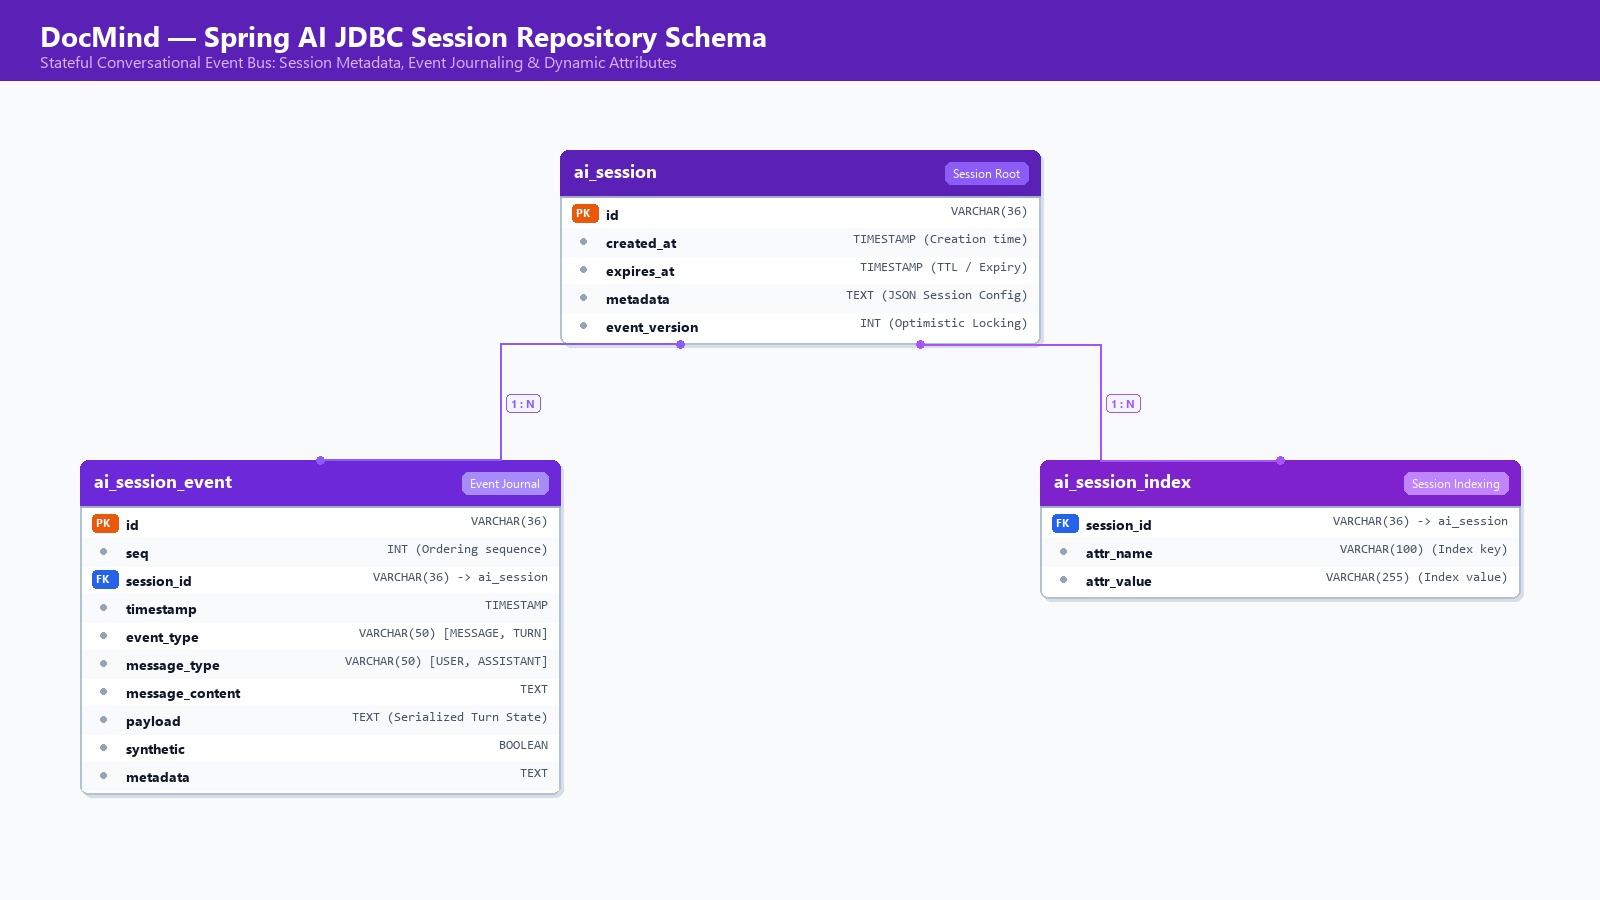 DocMind — Spring AI JDBC Session Repository Schema
Stateful Conversational Event Bus: Session Metadata, Event Journaling & Dynamic Attributes
ai_session Session Root
PK id VARCHAR(36)
created_at TIMESTAMP (Creation time)
expires_at TIMESTAMP (TTL / Expiry)
metadata TEXT (JSON Session Config)
event_version INT (Optimistic Locking)
1:N
1:N
ai_session_event Event Journal
PK id VARCHAR(36)
seq INT (Ordering sequence)
FK session_id VARCHAR(36) -> ai_session
timestamp TIMESTAMP
event_type VARCHAR(50) [MESSAGE, TURN]
message_type VARCHAR(50) [USER, ASSISTANT]
message_content TEXT
payload TEXT (Serialized Turn State)
synthetic BOOLEAN
metadata TEXT
ai_session_index Session Indexing
FK session_id VARCHAR(36) -> ai_session
attr_name VARCHAR(100) (Index key)
attr_value VARCHAR(255) (Index value)